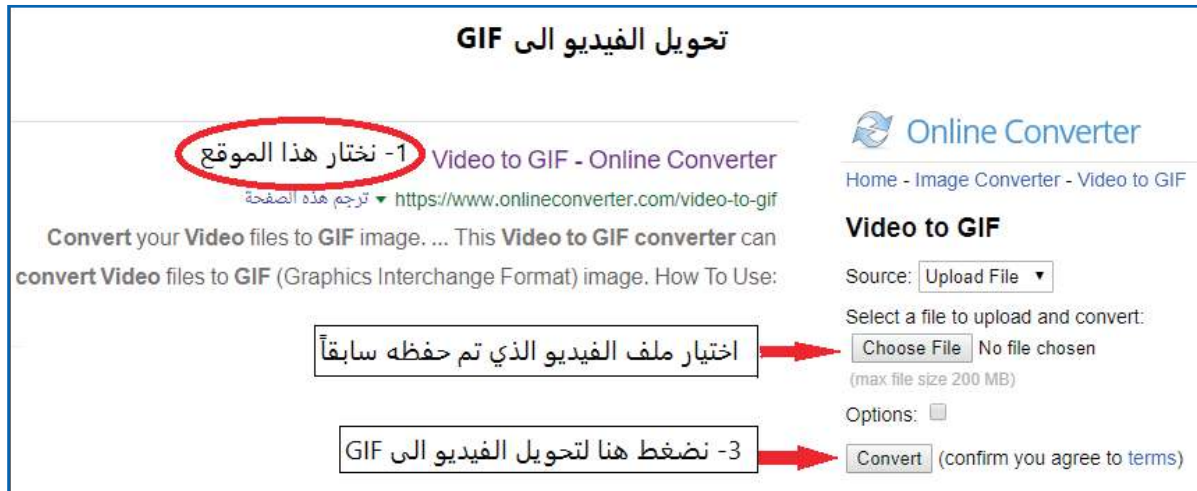 تحويل الفيديو الى GIF
1- نختار هذا الموقع
Video to GIF - Online Converter
https://www.onlineconverter.com/video-to-gif ▼ ترجم هذه الصفحة
Convert your Video files to GIF image. ... This Video to GIF converter can
convert Video files to GIF (Graphics Interchange Format) image. How To Use:
اختيار ملف الفيديو الذي تم حفظه سابقاً
3- نضغط هنا لتحويل الفيديو الى GIF
Online Converter
Home - Image Converter - Video to GIF
Video to GIF
Source: Upload File ▼
Select a file to upload and convert:
Choose File No file chosen
(max file size 200 MB)
Options:
Convert (confirm you agree to terms)